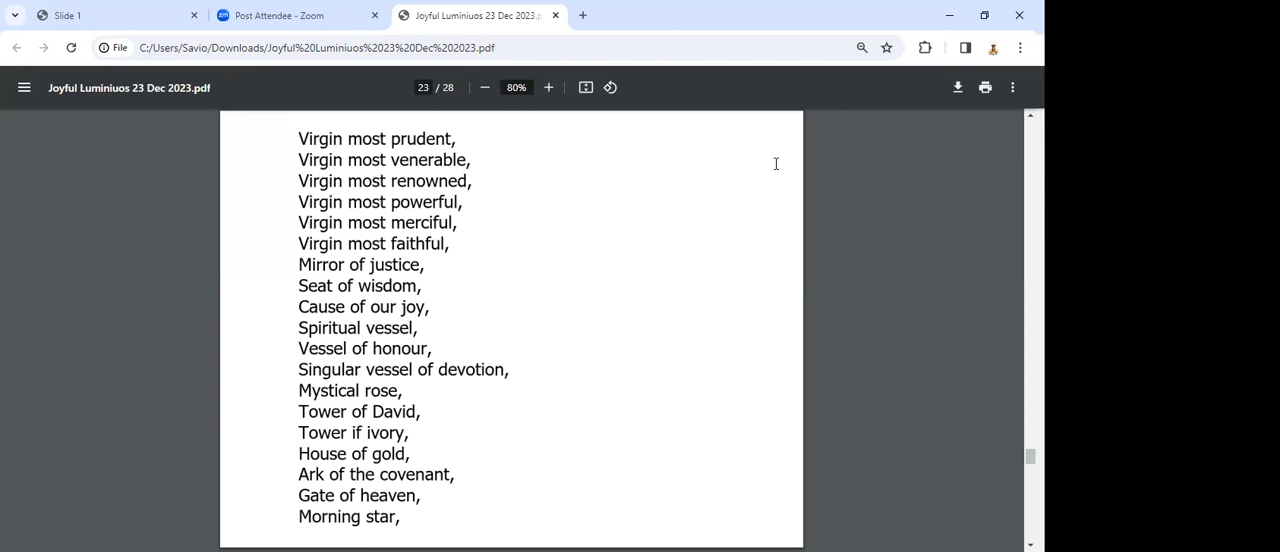 Slide 1
zm Post Attendee - Zoom
Joyful Luminiuos 23 Dec 2023.p
File C:/Users/Savio/Downloads/Joyful%20Luminiuos%2023%20Dec%202023.pdf
Joyful Luminiuos 23 Dec 2023.pdf
23 / 28
80%
Virgin most prudent,
Virgin most venerable,
Virgin most renowned,
Virgin most powerful,
Virgin most merciful,
Virgin most faithful,
Mirror of justice,
Seat of wisdom,
Cause of our joy,
Spiritual vessel,
Vessel of honour,
Singular vessel of devotion,
Mystical rose,
Tower of David,
Tower if ivory,
House of gold,
Ark of the covenant,
Gate of heaven,
Morning star,